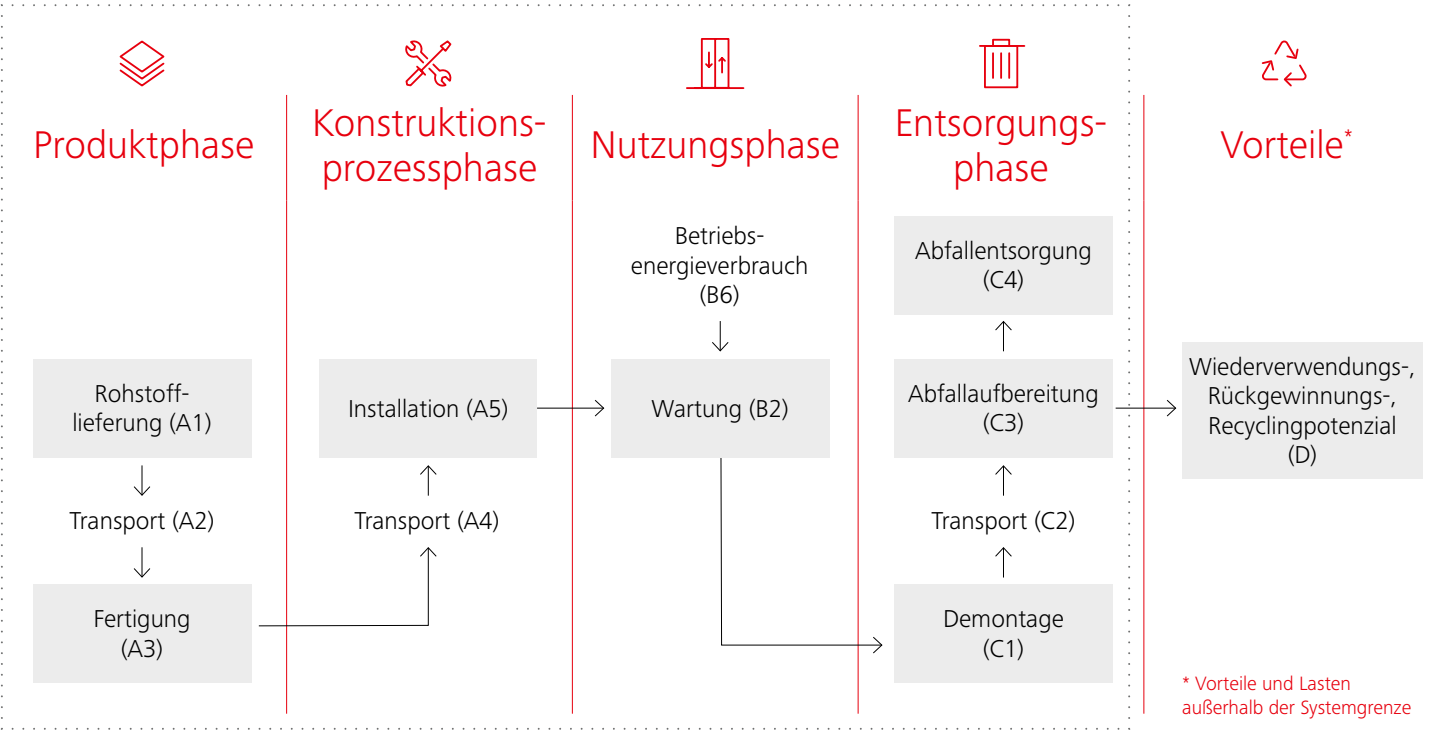 Produktphase
Rohstoff-
lieferung (A1)
Transport (A2)
Fertigung
(A3)
Konstruktions-
prozessphase
Installation (A5)
Transport (A4)
Nutzungsphase
Betriebs-
energieverbrauch
(B6)
Wartung (B2)
Entsorgungs-
phase
Abfallentsorgung
(C4)
Abfallaufbereitung
(C3)
Transport (C2)
Demontage
(C1)
Vorteile*
Wiederverwendungs-,
Rückgewinnungs-,
Recyclingpotenzial
(D)
* Vorteile und Lasten
außerhalb der Systemgrenze